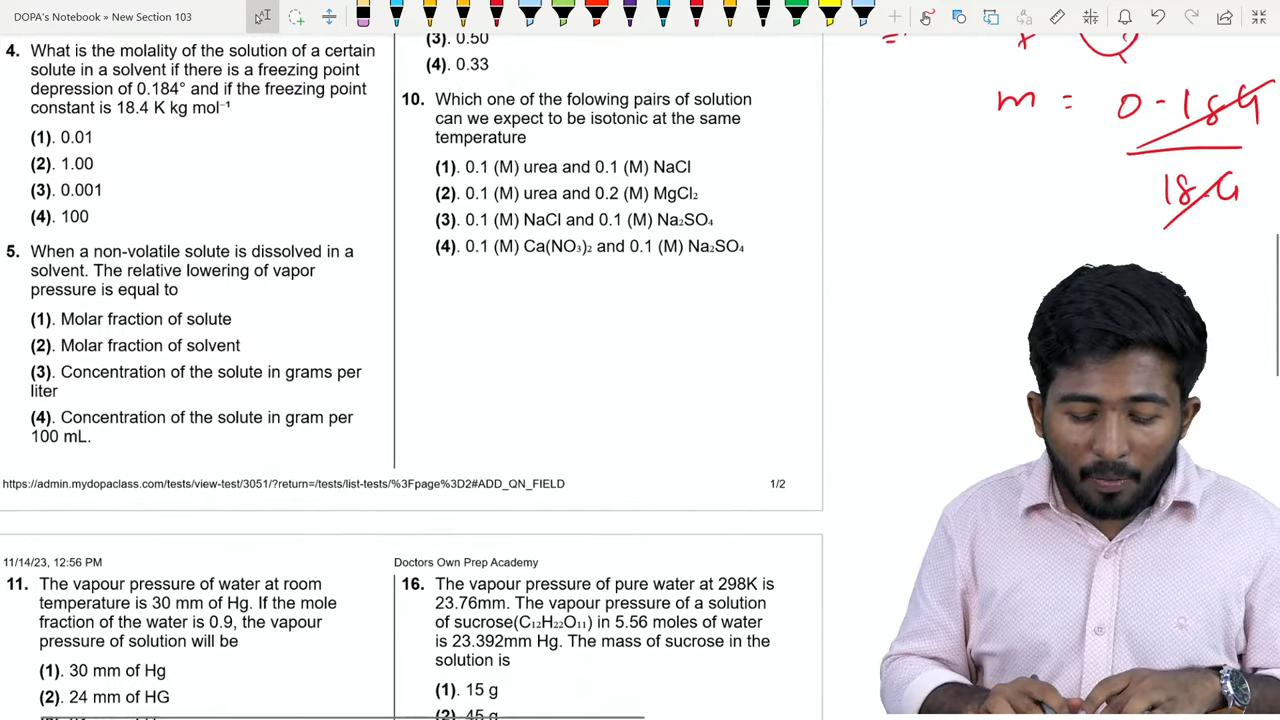 DOPA's Notebook » New Section 103
4. What is the molality of the solution of a certain
solute in a solvent if there is a freezing point
depression of 0.184° and if the freezing point
constant is 18.4 K kg mol⁻¹
(1). 0.01
(2). 1.00
(3). 0.001
(4). 100
5. When a non-volatile solute is dissolved in a
solvent. The relative lowering of vapor
pressure is equal to
(1). Molar fraction of solute
(2). Molar fraction of solvent
(3). Concentration of the solute in grams per
liter
(4). Concentration of the solute in gram per
100 mL.
(3). 0.50
(4). 0.33
10. Which one of the folowing pairs of solution
can we expect to be isotonic at the same
temperature
(1). 0.1 (M) urea and 0.1 (M) NaCl
(2). 0.1 (M) urea and 0.2 (M) MgCl₂
(3). 0.1 (M) NaCl and 0.1 (M) Na₂SO₄
(4). 0.1 (M) Ca(NO₃)₂ and 0.1 (M) Na₂SO₄
m = 0.184
18.4
https://admin.mydopaclass.com/tests/view-test/3051/?return=/tests/list-tests/%3Fpage%3D2#ADD_QN_FIELD
1/2
11/14/23, 12:56 PM
Doctors Own Prep Academy
11. The vapour pressure of water at room
temperature is 30 mm of Hg. If the mole
fraction of the water is 0.9, the vapour
pressure of solution will be
(1). 30 mm of Hg
(2). 24 mm of HG
16. The vapour pressure of pure water at 298K is
23.76mm. The vapour pressure of a solution
of sucrose(C₁₂H₂₂O₁₁) in 5.56 moles of water
is 23.392mm Hg. The mass of sucrose in the
solution is
(1). 15 g
(2). 45 g